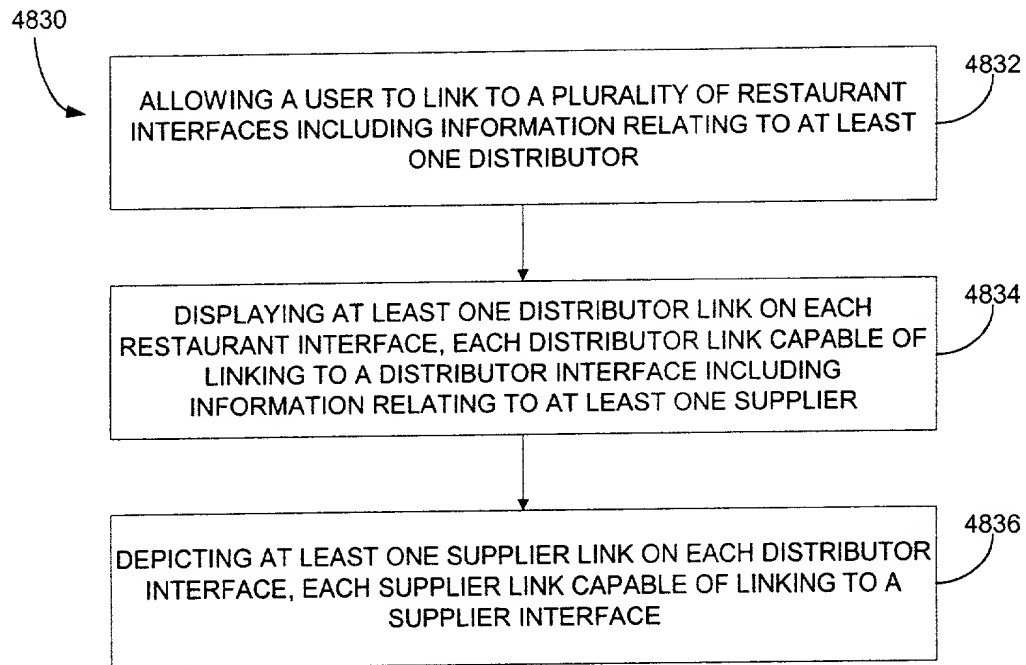 4830
4832
ALLOWING A USER TO LINK TO A PLURALITY OF RESTAURANT
INTERFACES INCLUDING INFORMATION RELATING TO AT LEAST
ONE DISTRIBUTOR
4834
DISPLAYING AT LEAST ONE DISTRIBUTOR LINK ON EACH
RESTAURANT INTERFACE, EACH DISTRIBUTOR LINK CAPABLE OF
LINKING TO A DISTRIBUTOR INTERFACE INCLUDING
INFORMATION RELATING TO AT LEAST ONE SUPPLIER
4836
DEPICTING AT LEAST ONE SUPPLIER LINK ON EACH DISTRIBUTOR
INTERFACE, EACH SUPPLIER LINK CAPABLE OF LINKING TO A
SUPPLIER INTERFACE